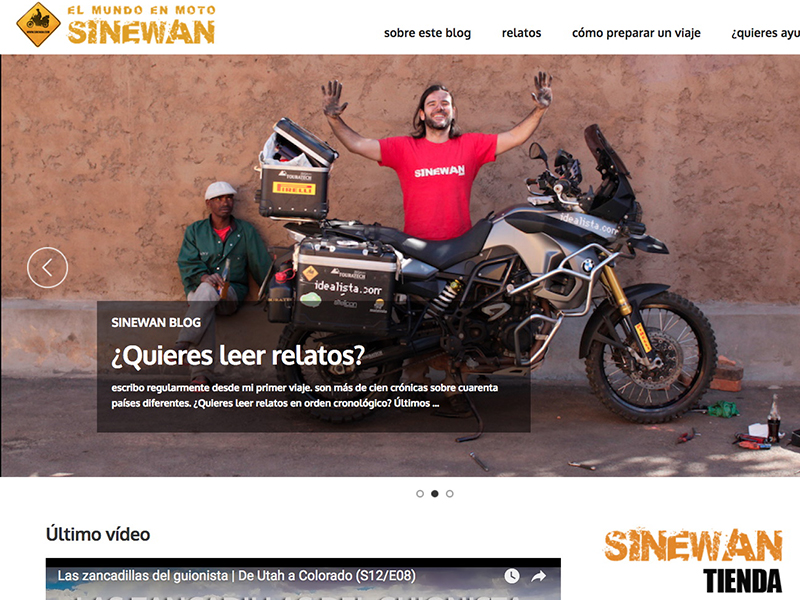 EL MUNDO EN MOTO
SINEWAN
sobre este blog
relatos
cómo preparar un viaje
¿quieres ayu
SINEWAN
TOURATECH
PIRELLI
idealista.com
TOURATECH
idealista.com
SINEWAN BLOG
¿Quieres leer relatos?
escribo regularmente desde mi primer viaje. son más de cien crónicas sobre cuarenta
países diferentes. ¿Quieres leer relatos en orden cronológico? Últimos ...
Último vídeo
Las zancadillas del guionista | De Utah a Colorado (S12/E08)
SINEWAN
TIENDA